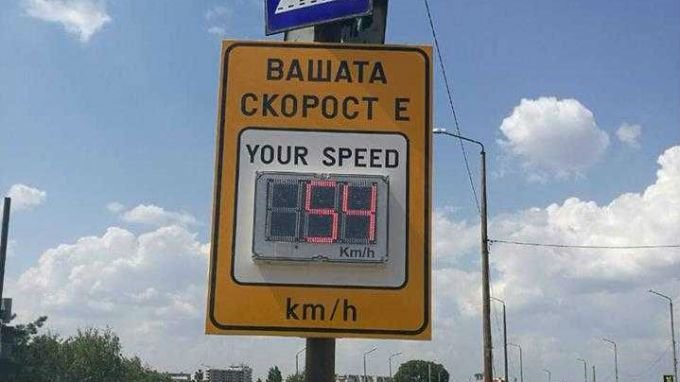 ВАШАТА
СКОРОСТ Е
YOUR SPEED
54
Km/h
km/h